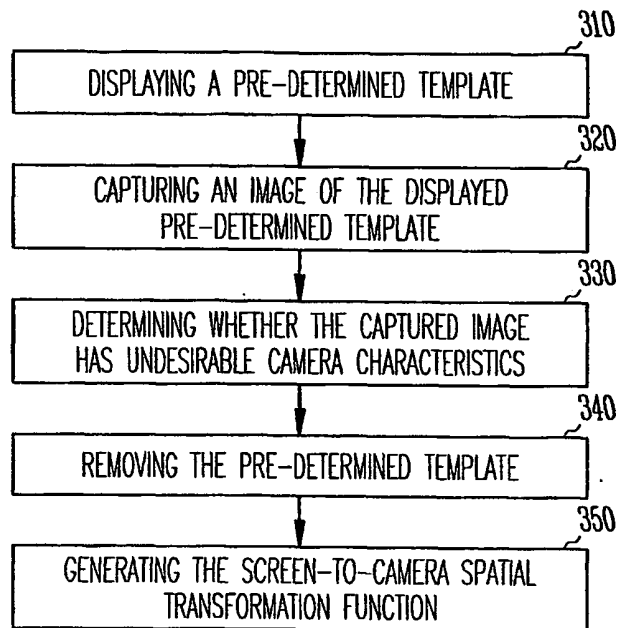 310
DISPLAYING A PRE-DETERMINED TEMPLATE
320
CAPTURING AN IMAGE OF THE DISPLAYED
PRE-DETERMINED TEMPLATE
330
DETERMINING WHETHER THE CAPTURED IMAGE
HAS UNDESIRABLE CAMERA CHARACTERISTICS
340
REMOVING THE PRE-DETERMINED TEMPLATE
350
GENERATING THE SCREEN-TO-CAMERA SPATIAL
TRANSFORMATION FUNCTION